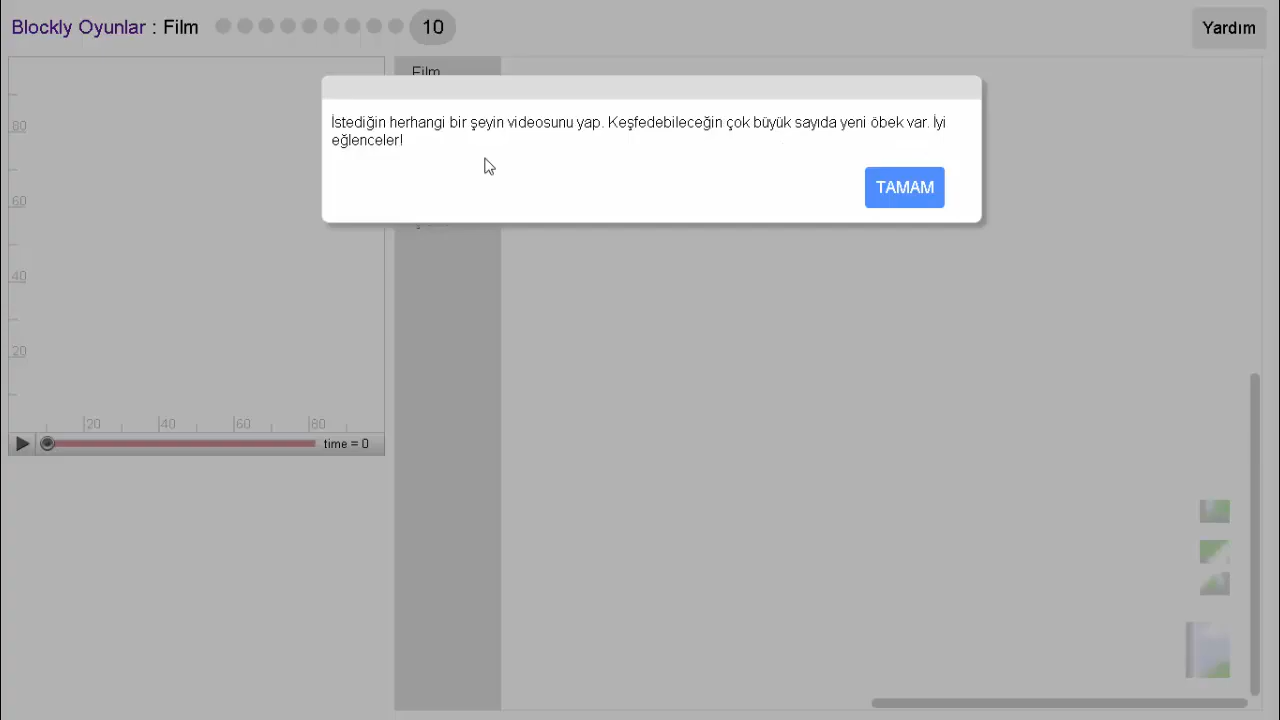 Blockly Oyunlar : Film 10 Yardım
Film
İstediğin herhangi bir şeyin videosunu yap. Keşfedebileceğin çok büyük sayıda yeni öbek var. İyi
eğlenceler!
TAMAM
80
60
40
20
20 40 60 80
time = 0